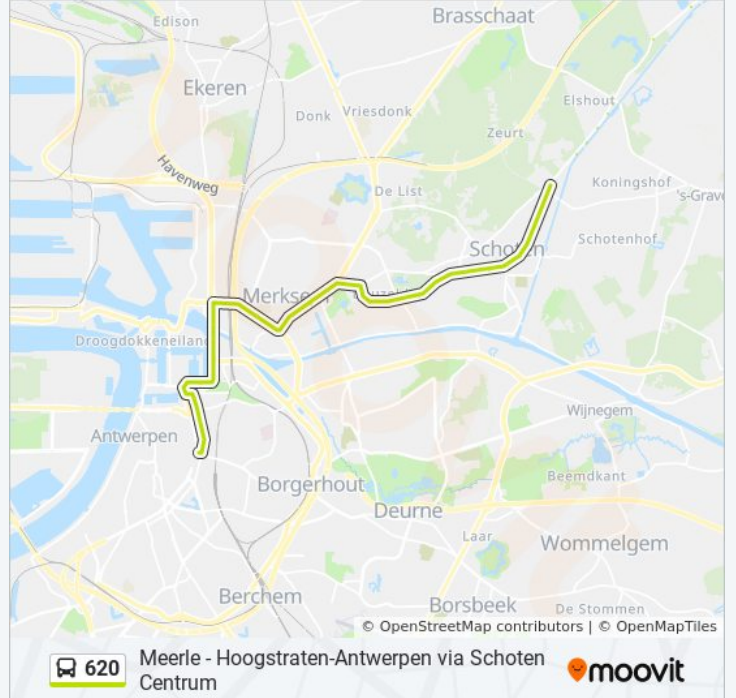 Brasschaat
Edison
Ekeren
Elshout
Donk
Vriesdonk
Zeurt
Havenweg
De List
Koningshof
's-Grave
Schoten
Schotenhof
Merksem
Droogdokkeneiland
Wijnegem
Antwerpen
Beemdkant
Borgerhout
Deurne
Laar
Wommelgem
Berchem
Borsbeek
De Stommen
© OpenStreetMap contributors | © OpenMapTiles
620
Meerle - Hoogstraten-Antwerpen via Schoten
Centrum
moovit